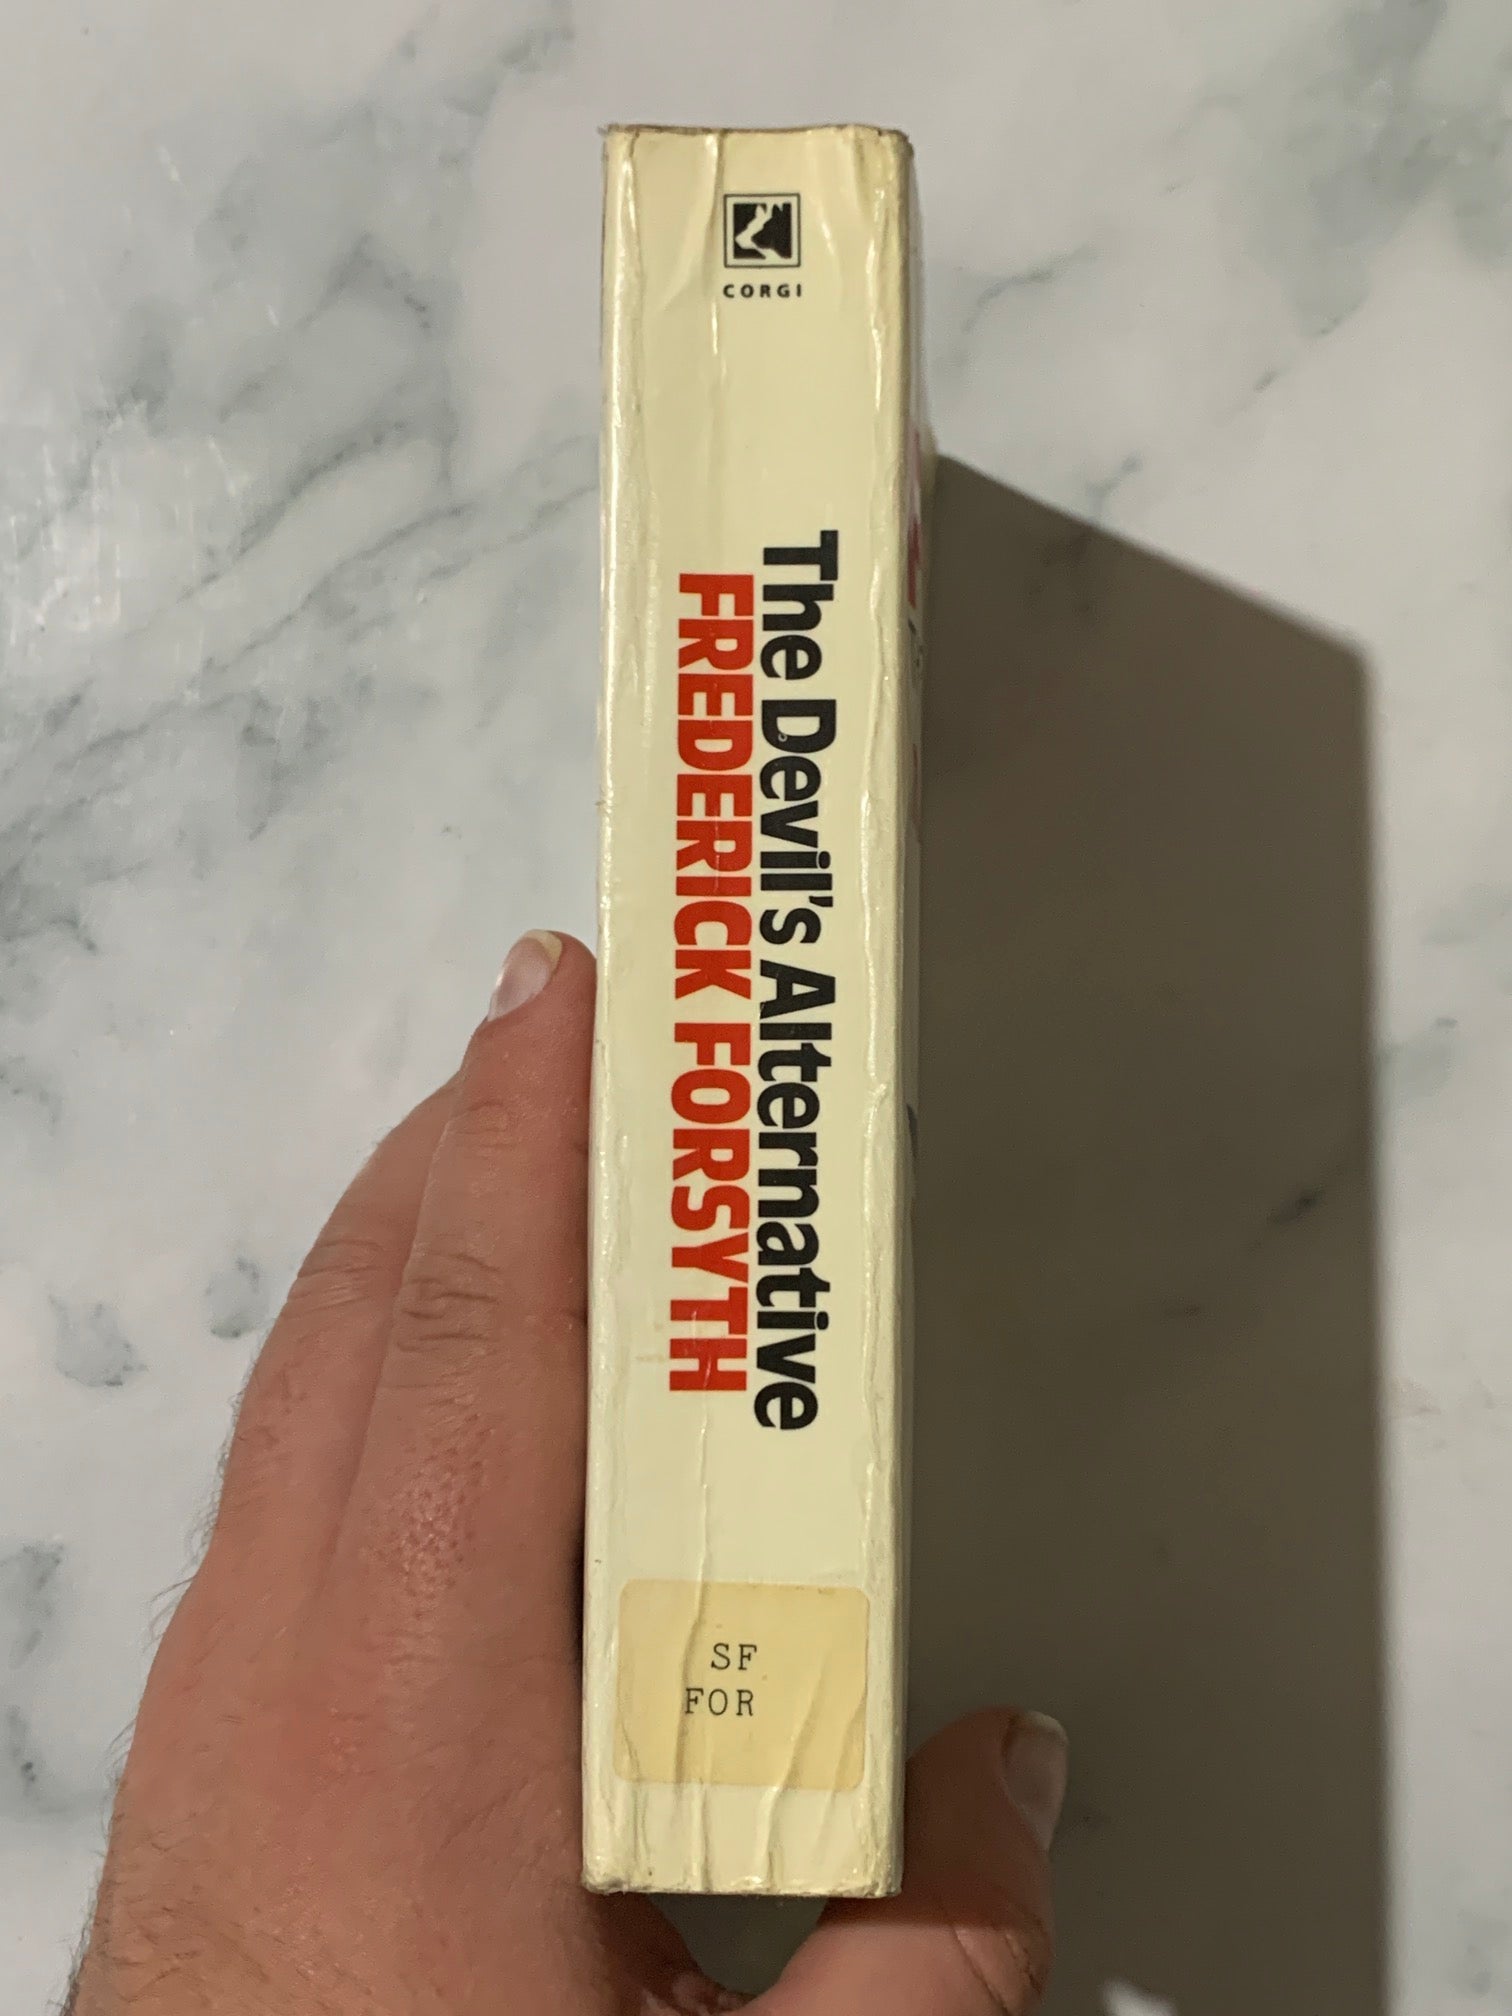 CORGI
The Devil's Alternative
FREDERICK FORSYTH
SF
FOR